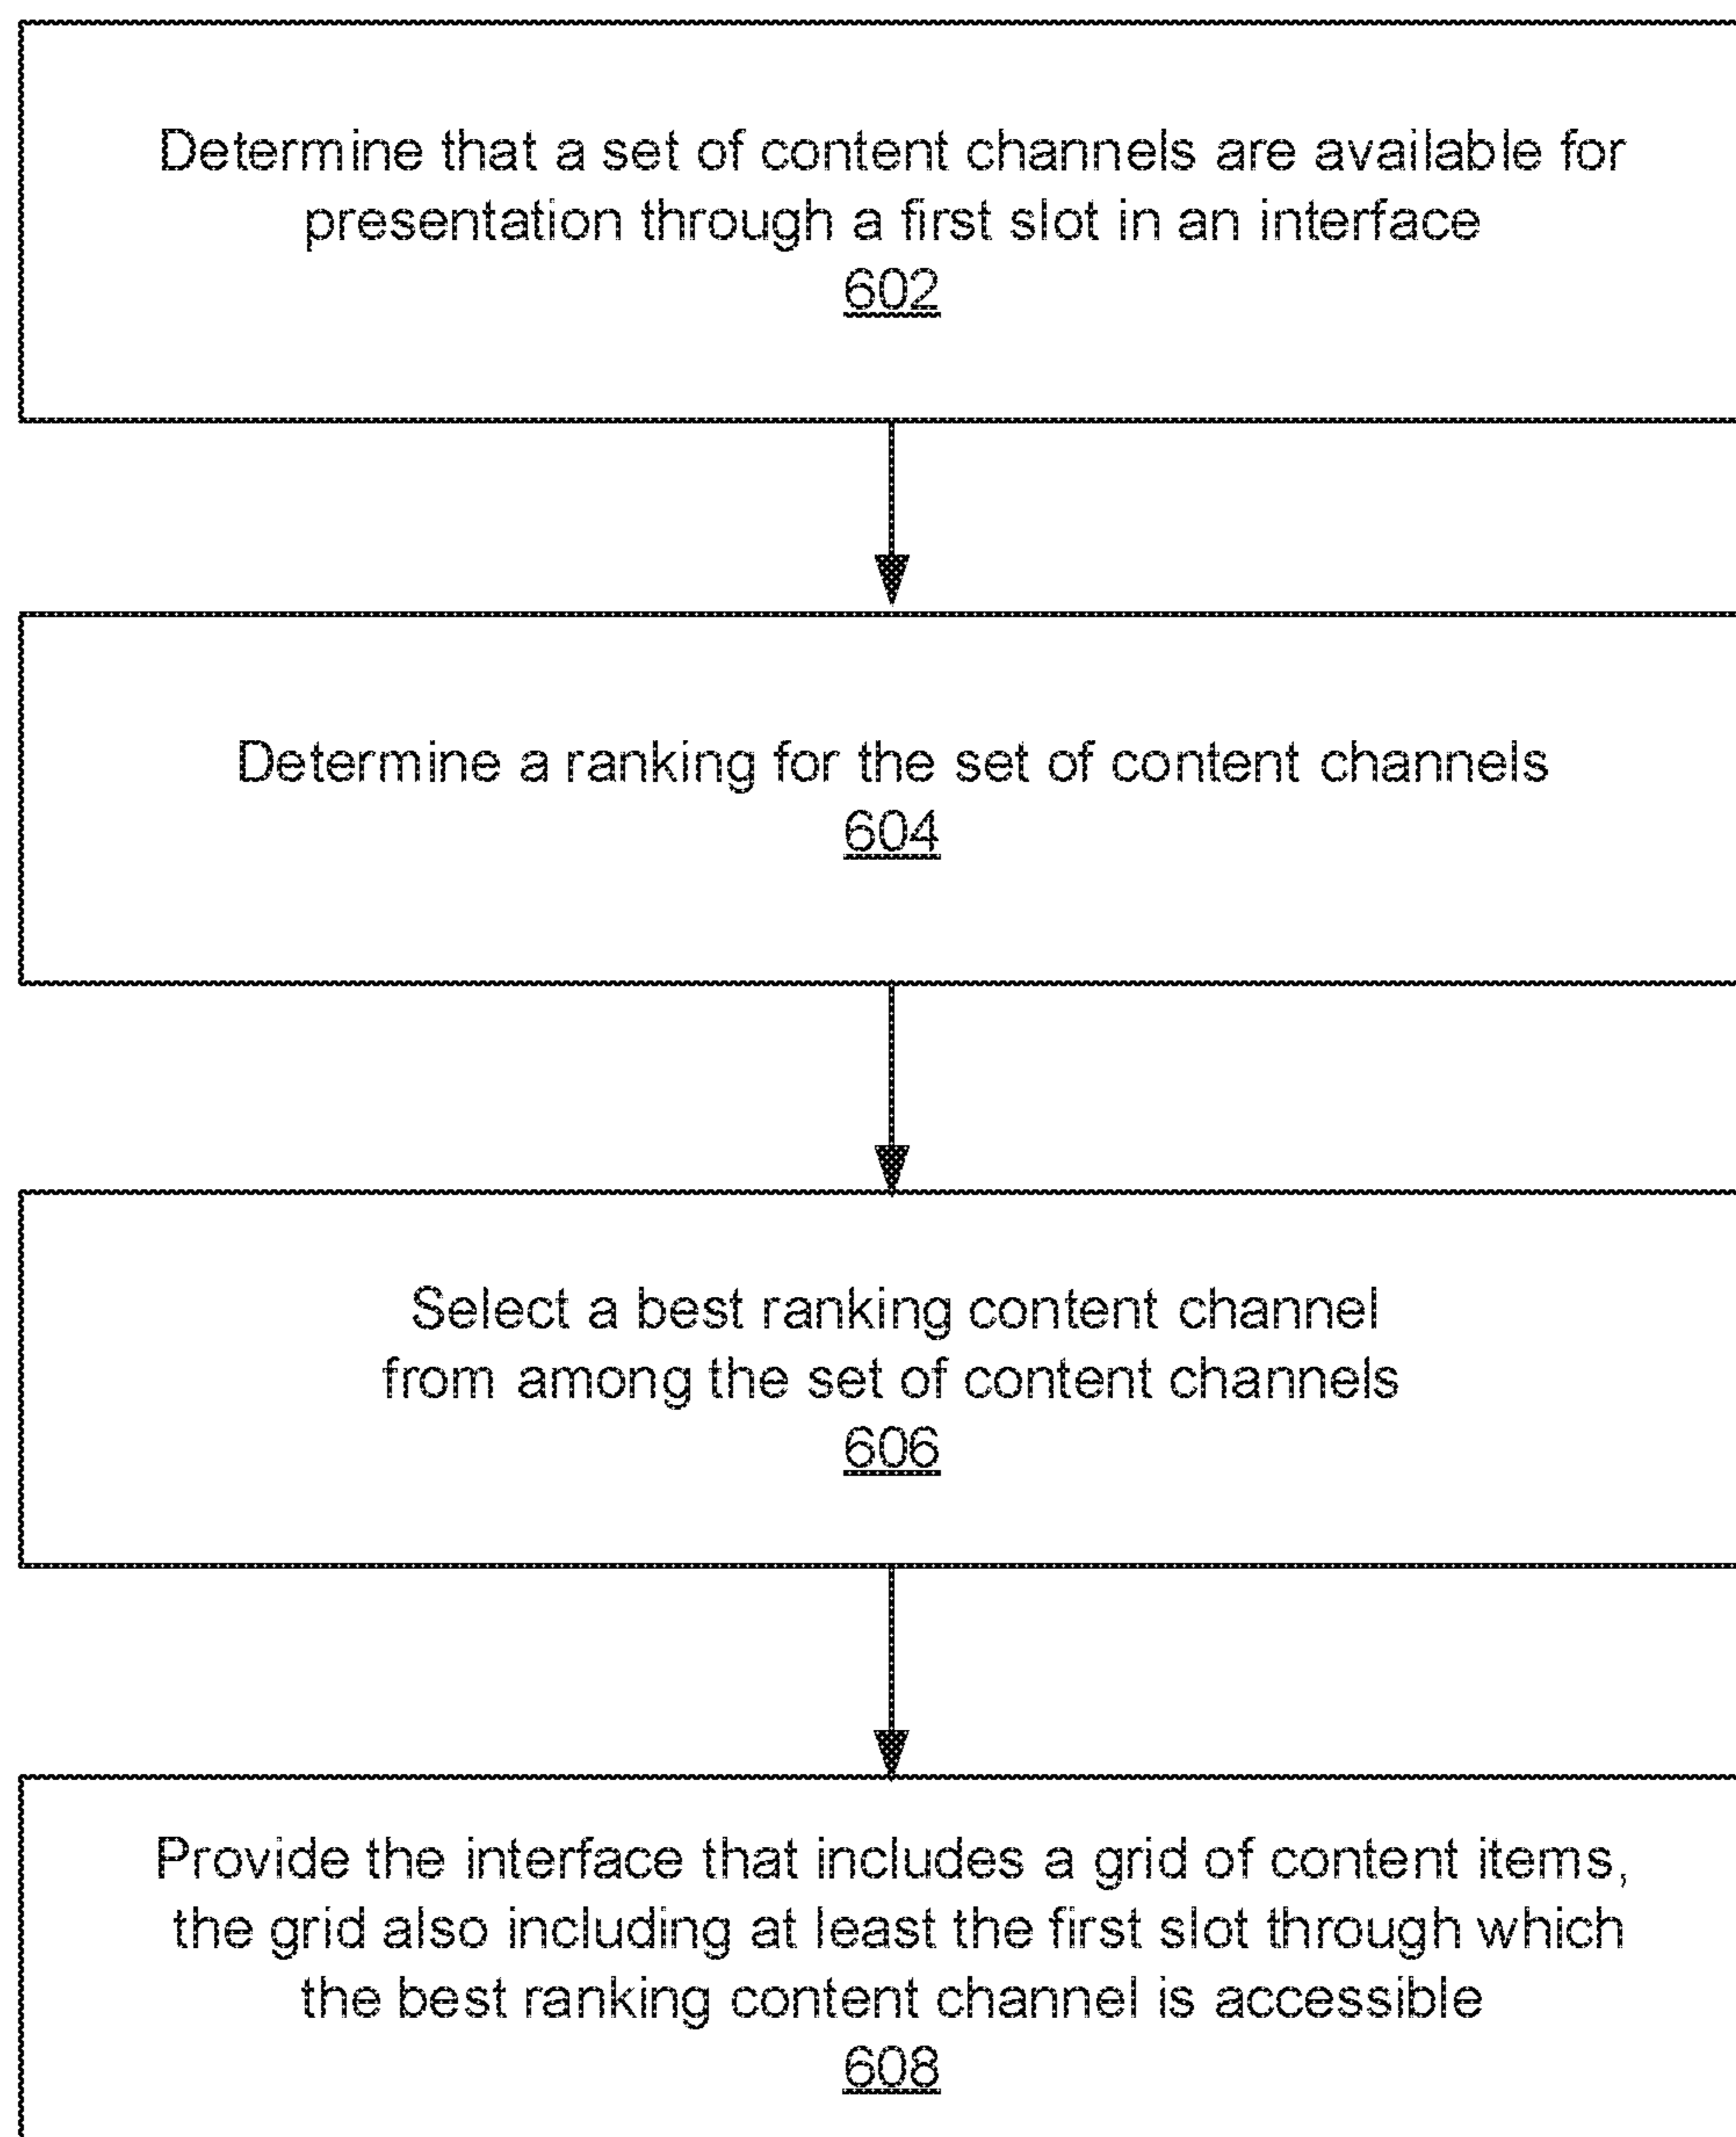 Determine that a set of content channels are available for
presentation through a first slot in an interface
602
Determine a ranking for the set of content channels
604
Select a best ranking content channel
from among the set of content channels
606
Provide the interface that includes a grid of content items,
the grid also including at least the first slot through which
the best ranking content channel is accessible
608